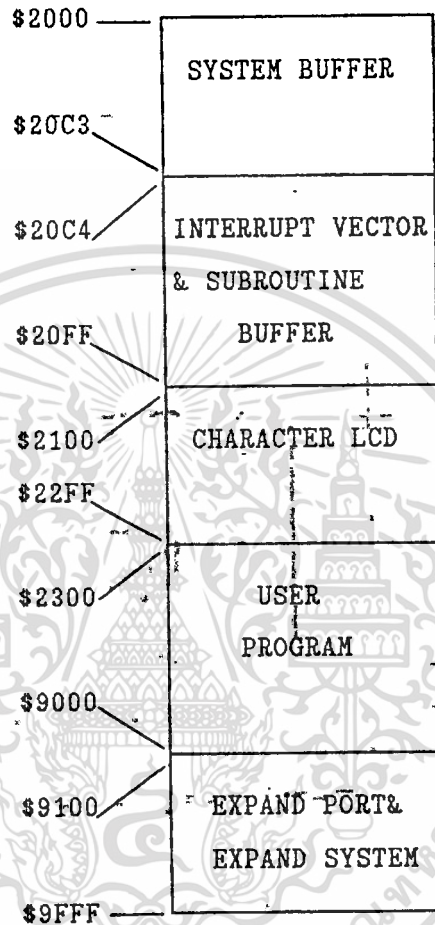 $2000
SYSTEM BUFFER
$20C3
$20C4
INTERRUPT VECTOR
& SUBROUTINE
BUFFER
$20FF
$2100
CHARACTER LCD
$22FF
$2300
USER
PROGRAM
$9000
$9100
EXPAND PORT&
EXPAND SYSTEM
$9FFF